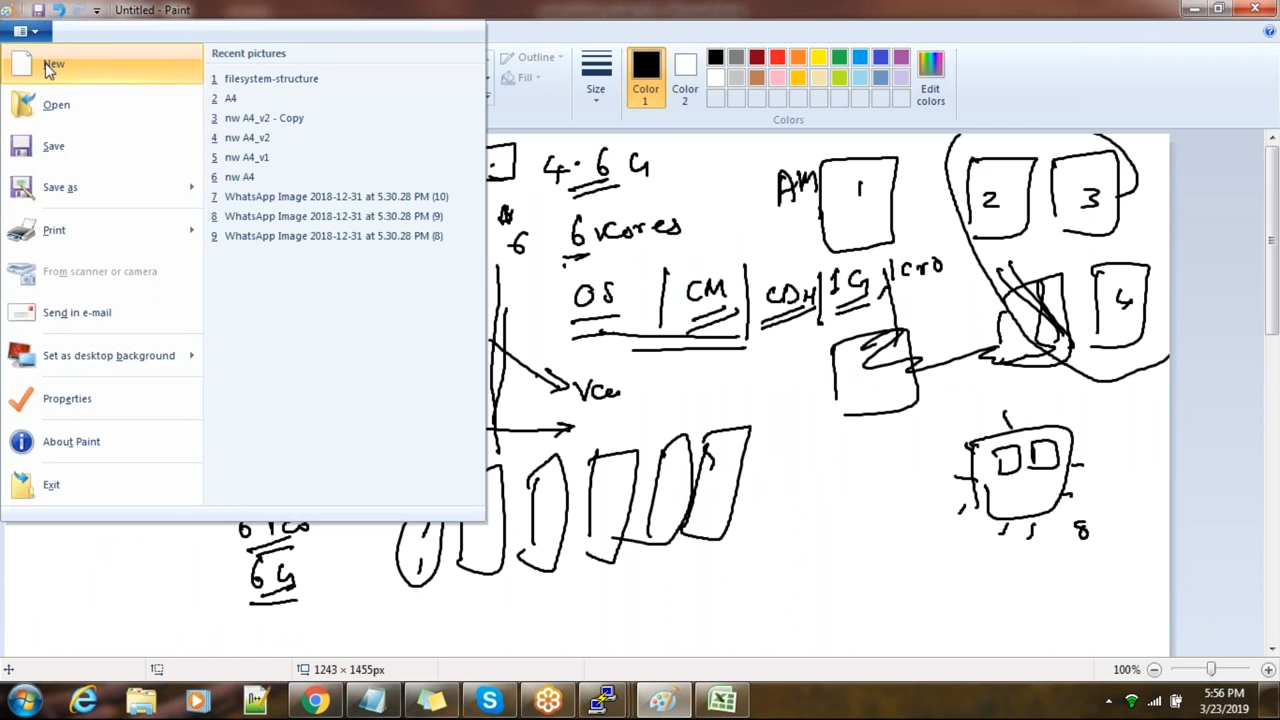 Untitled - Paint
New
Open
Save
Save as
Print
From scanner or camera
Send in e-mail
Set as desktop background
Properties
About Paint
Exit
Recent pictures
1 filesystem-structure
2 A4
3 nw A4_v2 - Copy
4 nw A4_v2
5 nw A4_v1
6 nw A4
7 WhatsApp Image 2018-12-31 at 5.30.28 PM (10)
8 WhatsApp Image 2018-12-31 at 5.30.28 PM (9)
9 WhatsApp Image 2018-12-31 at 5.30.28 PM (8)
Outline
Fill
Size
Color 1
Color 2
Edit colors
Colors
4.6 G
6
6 vcores
OS | CM | CDH | 1G
AM
1
2
3
4
8
6 G
1243 × 1455px
100%
5:56 PM
3/23/2019